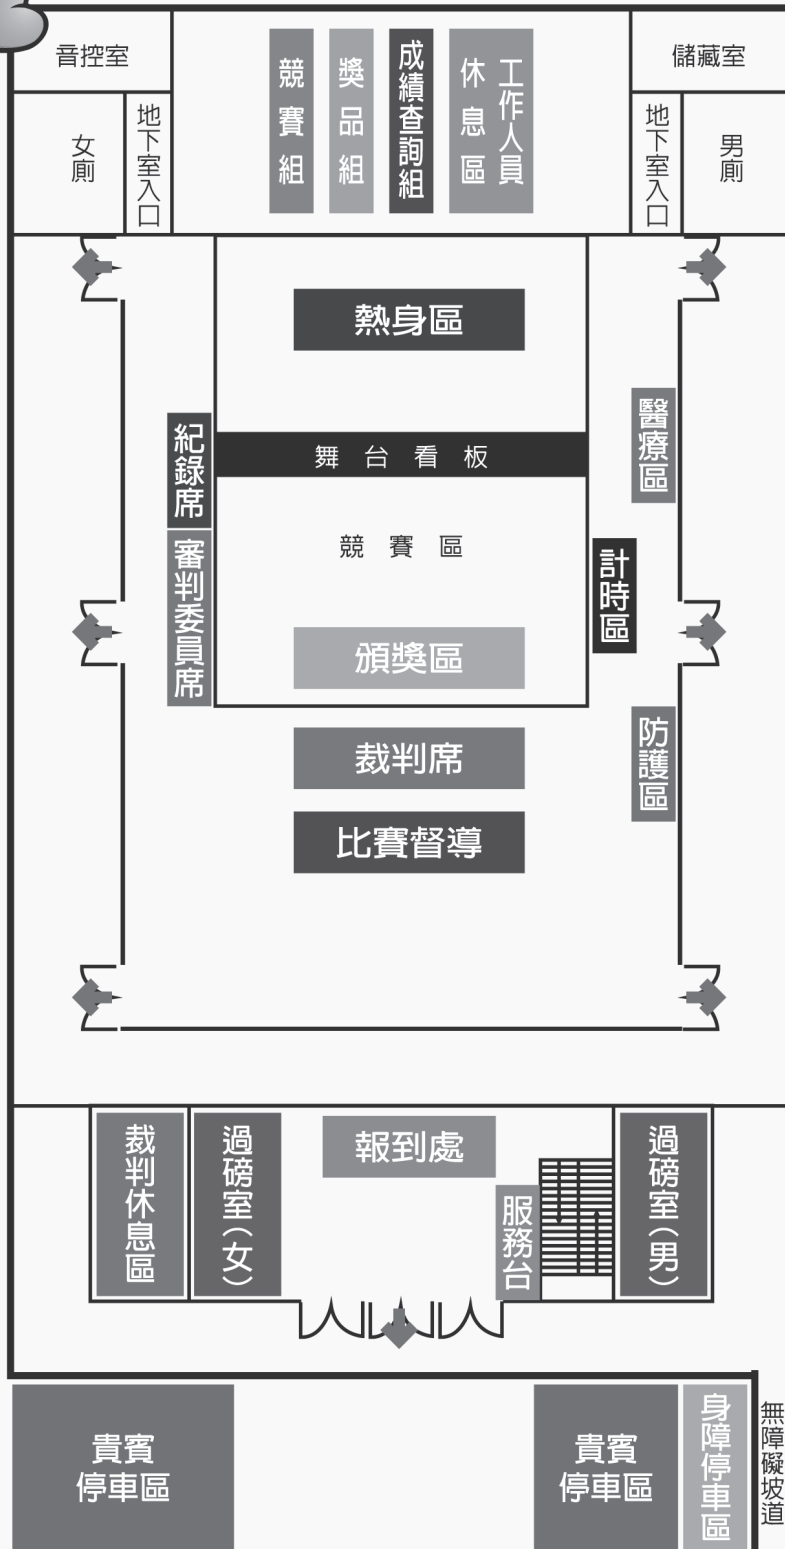 音控室
儲藏室
女廁
地下室入口
競賽組
獎品組
成績查詢組
工作人員
休息區
地下室入口
男廁
熱身區
紀錄席
舞台看板
醫療區
審判委員席
競賽區
計時區
頒獎區
裁判席
防護區
比賽督導
裁判休息區
過磅室(女)
報到處
服務台
過磅室(男)
貴賓
停車區
貴賓
停車區
身障停車區
無障礙坡道